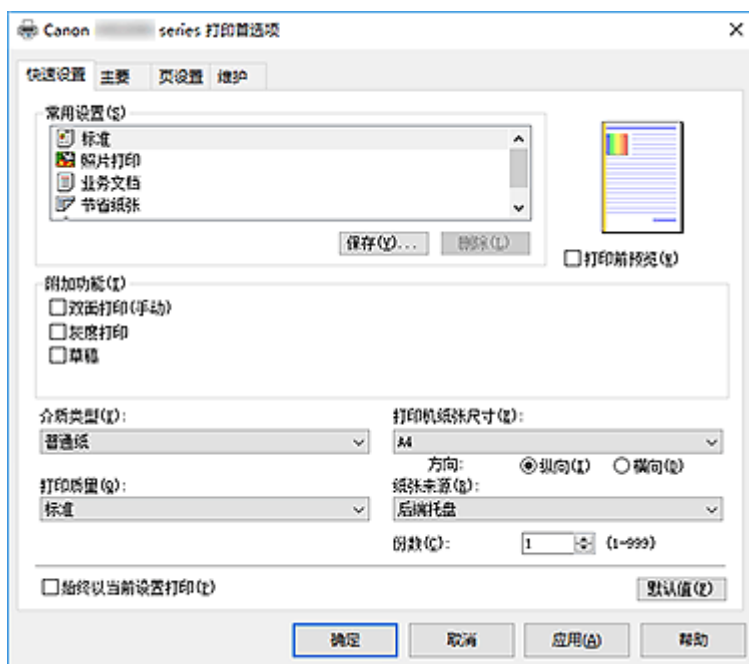 Canon series 打印首选项
快速设置 主要 页设置 维护
常用设置(S)
标准
照片打印
业务文档
节省纸张
保存(V)... 删除(L)
打印前预览(W)
附加功能(I)
双面打印(手动)
灰度打印
草稿
介质类型(X): 打印机纸张尺寸(Z):
普通纸 A4
方向: 纵向(I) 横向(O)
打印质量(Q): 纸张来源(B):
标准 后端托盘
份数(C): 1 (1-999)
始终以当前设置打印(P)
默认值(F)
确定 取消 应用(A) 帮助